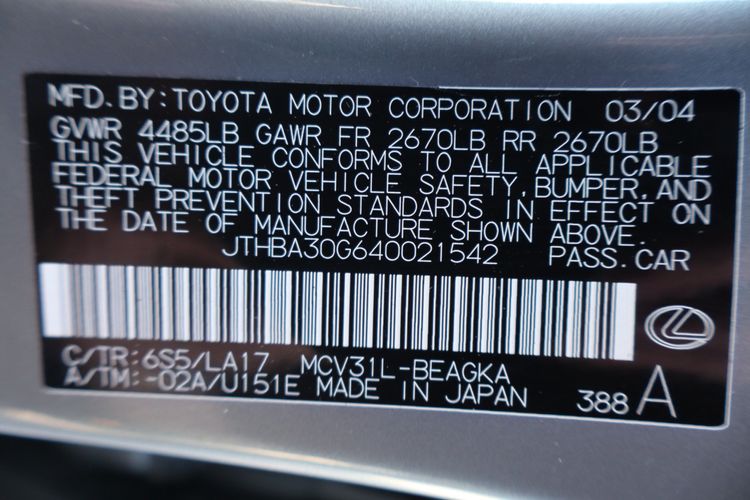 MFD. BY: TOYOTA MOTOR CORPORATION 03/04
GVWR 4485LB GAWR FR 2670LB RR 2670LB
THIS VEHICLE CONFORMS TO ALL APPLICABLE
FEDERAL MOTOR VEHICLE SAFETY, BUMPER, AND
THEFT PREVENTION STANDARDS IN EFFECT ON
THE DATE OF MANUFACTURE SHOWN ABOVE.
JTHBA30G640021542 PASS. CAR
C/TR: 6S5/LA17 MCV31L-BEAGKA
A/TM: -02A/U151E MADE IN JAPAN 388 A